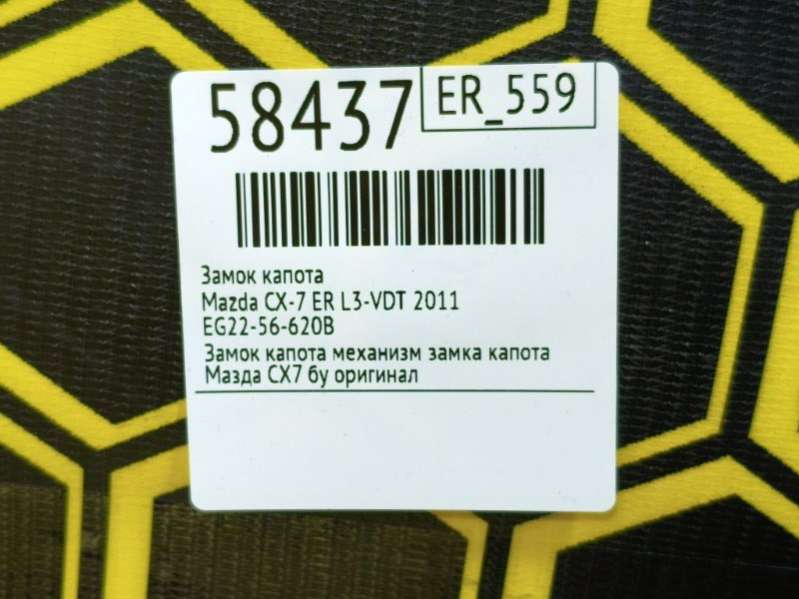 58437
ER_559
Замок капота
Mazda CX-7 ER L3-VDT 2011
EG22-56-620B
Замок капота механизм замка капота
Мазда СХ7 бу оригинал